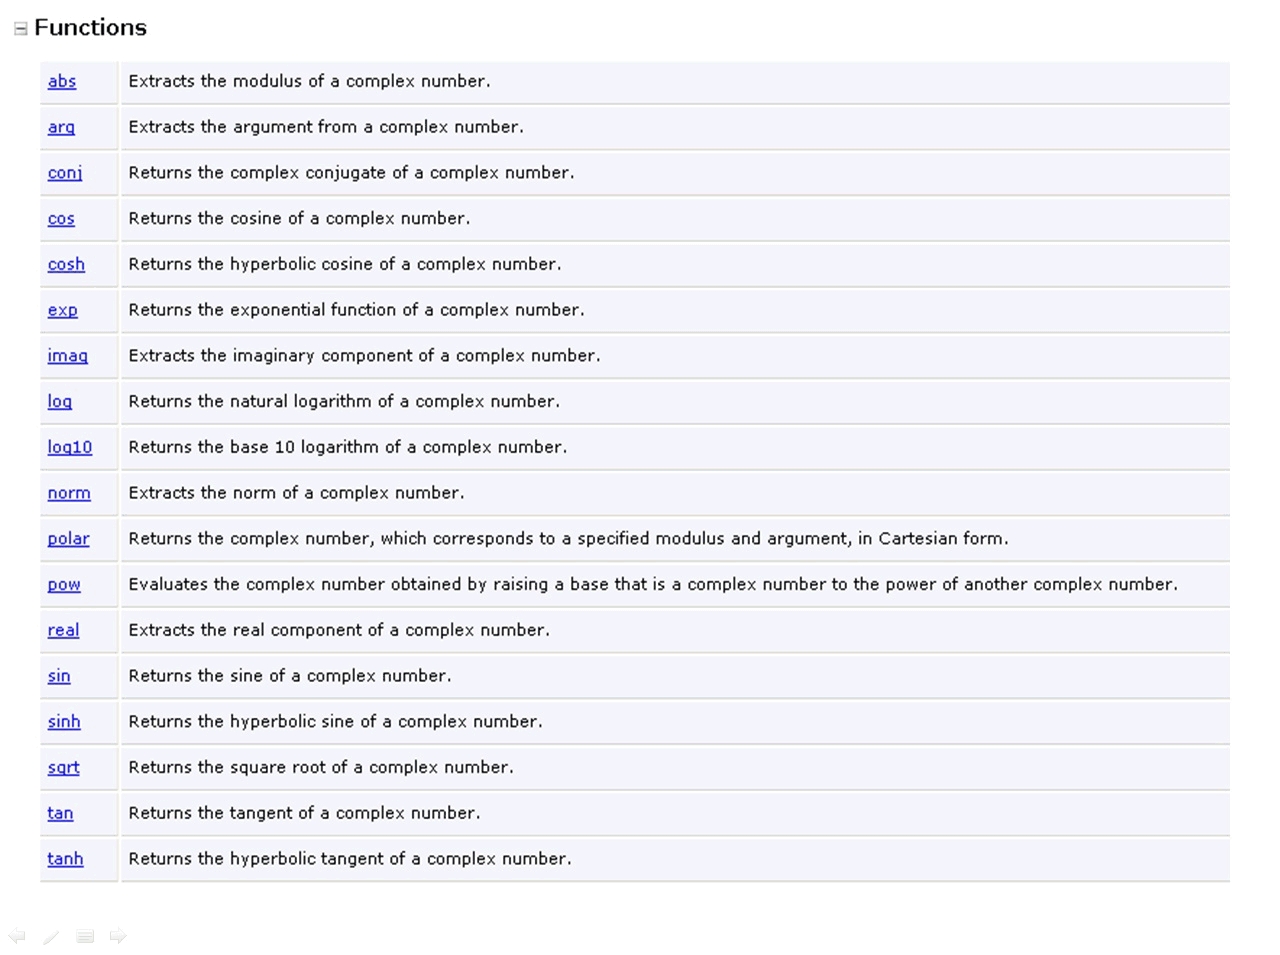 Functions
abs Extracts the modulus of a complex number.
arg Extracts the argument from a complex number.
conj Returns the complex conjugate of a complex number.
cos Returns the cosine of a complex number.
cosh Returns the hyperbolic cosine of a complex number.
exp Returns the exponential function of a complex number.
imag Extracts the imaginary component of a complex number.
log Returns the natural logarithm of a complex number.
log10 Returns the base 10 logarithm of a complex number.
norm Extracts the norm of a complex number.
polar Returns the complex number, which corresponds to a specified modulus and argument, in Cartesian form.
pow Evaluates the complex number obtained by raising a base that is a complex number to the power of another complex number.
real Extracts the real component of a complex number.
sin Returns the sine of a complex number.
sinh Returns the hyperbolic sine of a complex number.
sqrt Returns the square root of a complex number.
tan Returns the tangent of a complex number.
tanh Returns the hyperbolic tangent of a complex number.